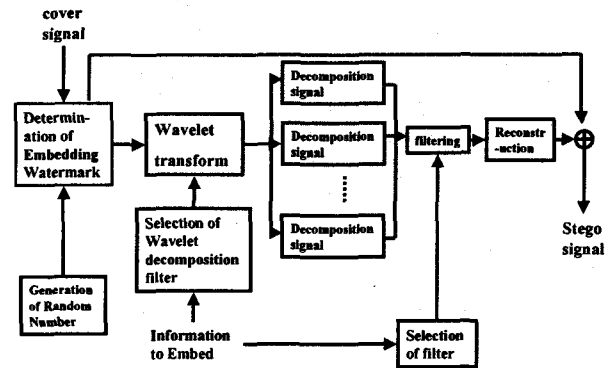 cover
signal
Determin-
ation of
Embedding
Watermark
Wavelet
transform
Decomposition
signal
Decomposition
signal
Decomposition
signal
filtering
Reconstr
-uction
Stego
signal
Selection of
Wavelet
decomposition
filter
Generation
of Random
Number
Information
to Embed
Selection
of filter